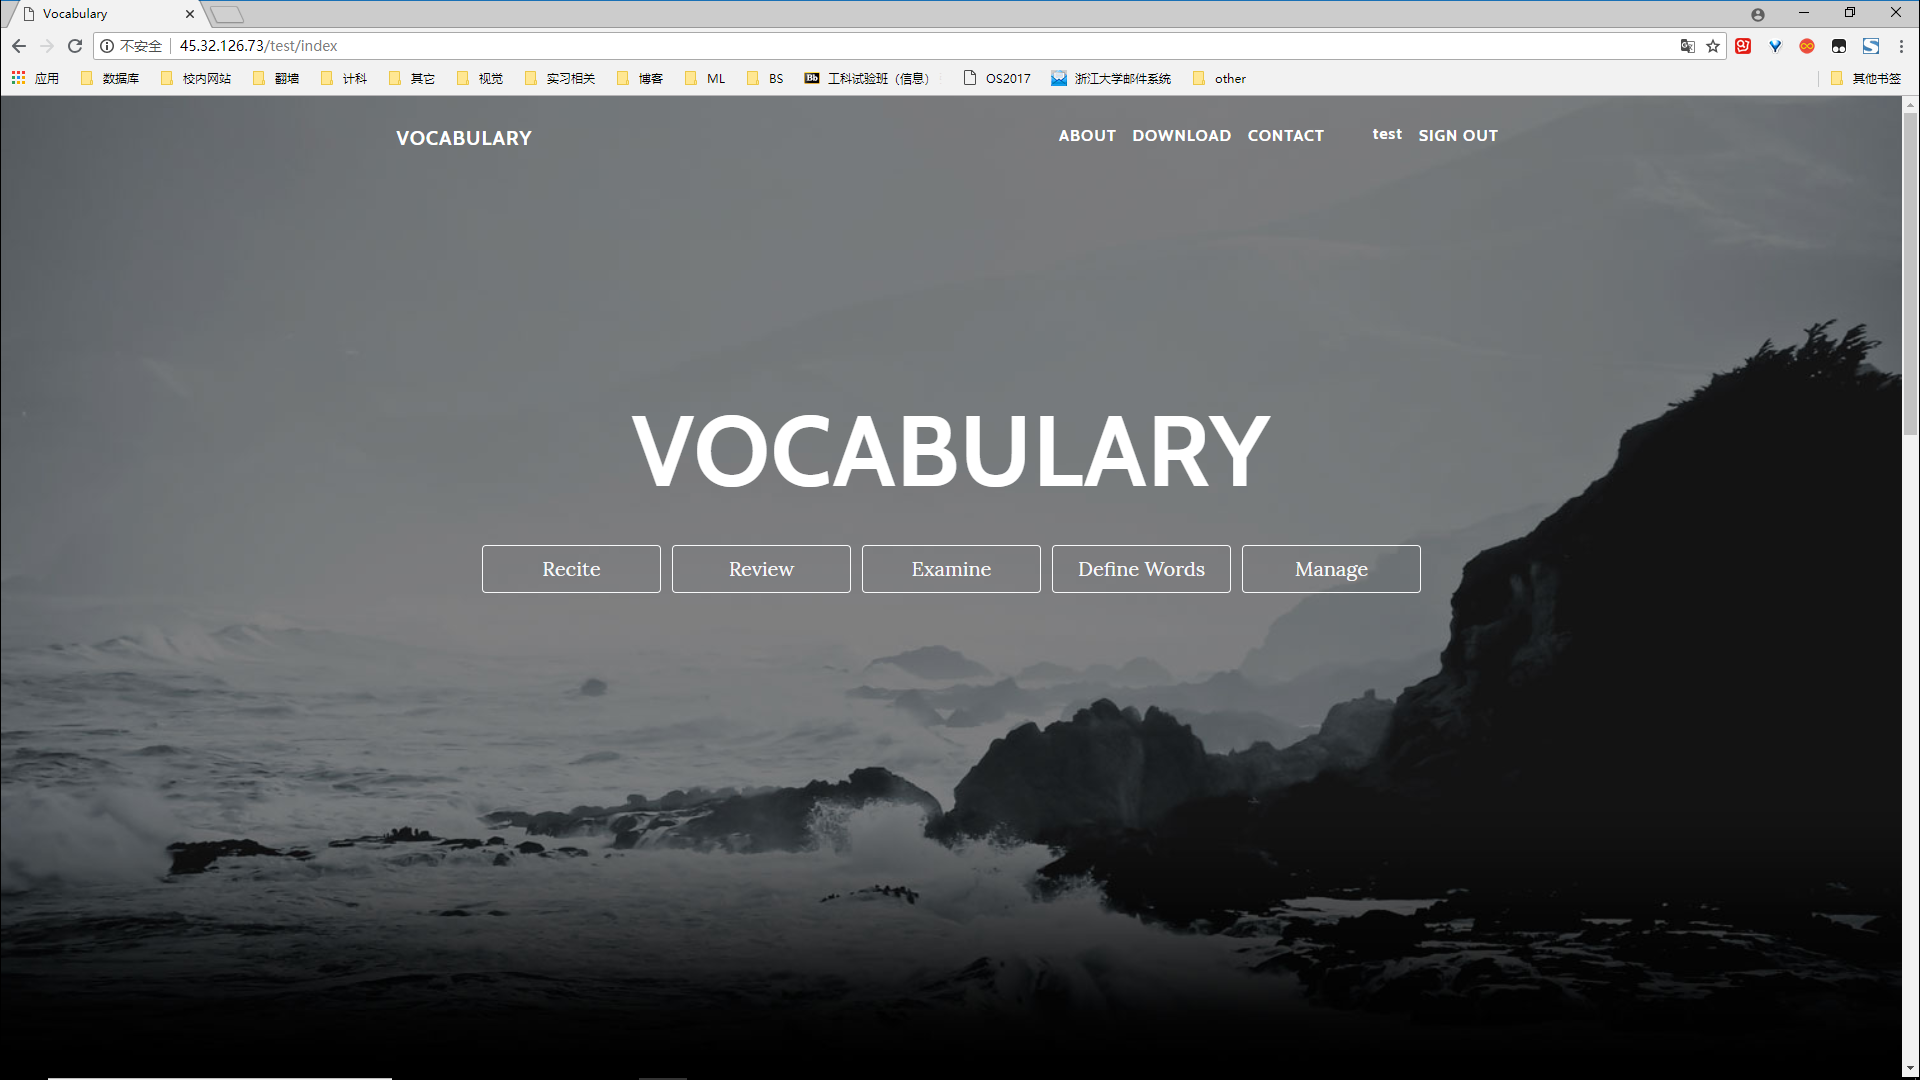 Vocabulary
不安全 45.32.126.73/test/index
应用 数据库 校内网站 翻墙 计科 其它 视觉 实习相关 博客 ML BS Bb 工科试验班（信息） OS2017 浙江大学邮件系统 other 其他书签
VOCABULARY ABOUT DOWNLOAD CONTACT test SIGN OUT
VOCABULARY
Recite Review Examine Define Words Manage